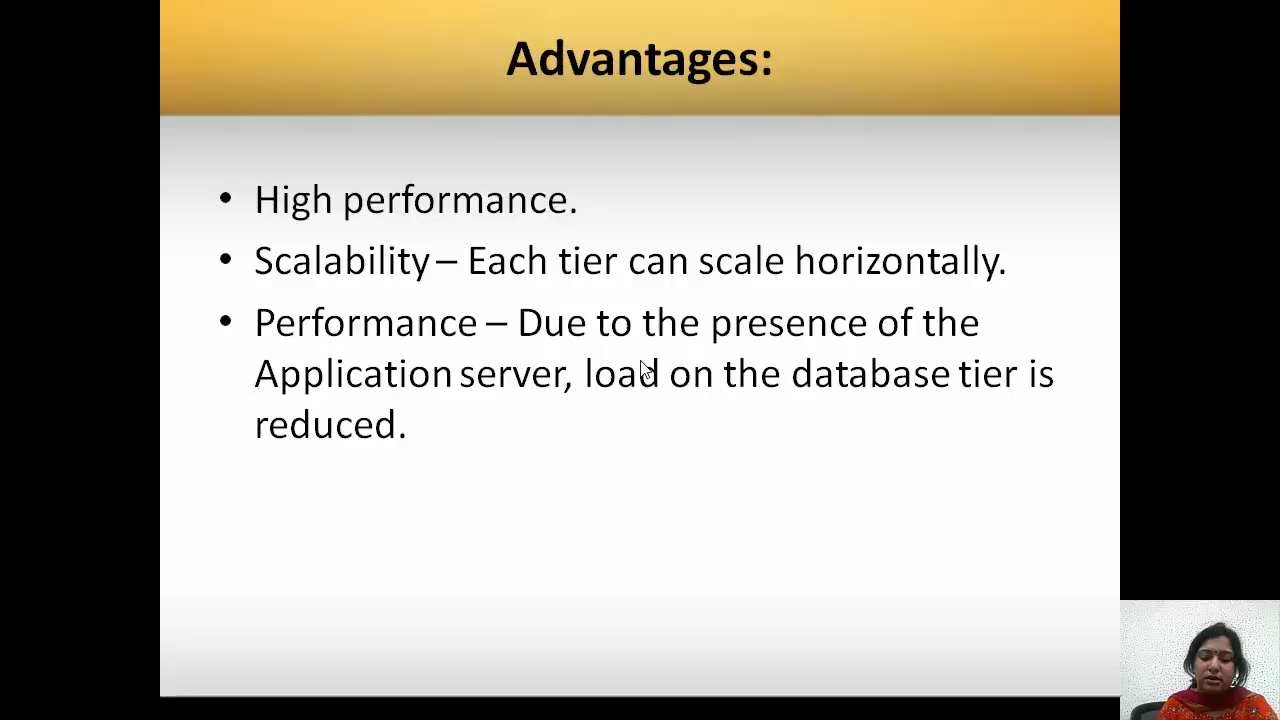 Advantages:
• High performance.
• Scalability – Each tier can scale horizontally.
• Performance – Due to the presence of the
Application server, load on the database tier is
reduced.